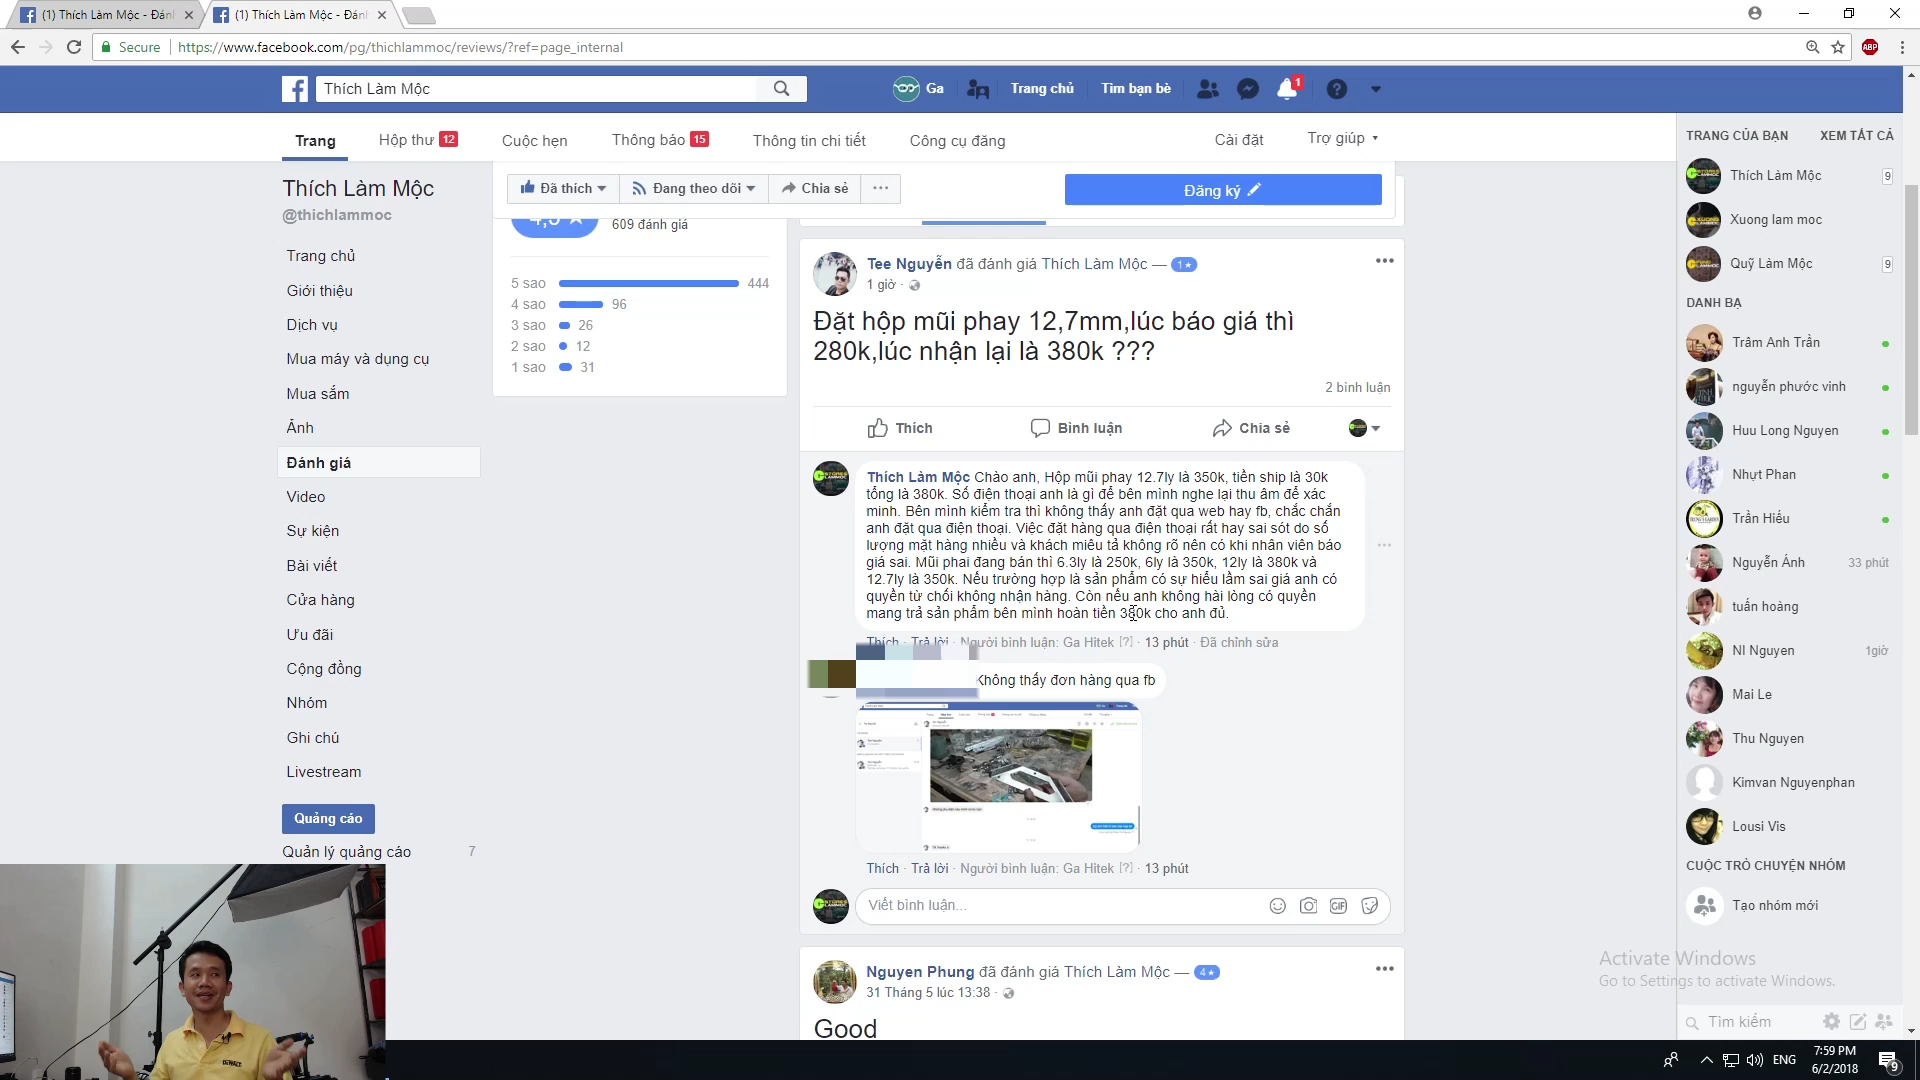 (1) Thích Làm Mộc - Đán
(1) Thích Làm Mộc - Đánh
Secure
https://www.facebook.com/pg/thichlammoc/reviews/?ref=page_internal
ABP
Thích Làm Mộc
Ga
Trang chủ
Tìm bạn bè
1
Trang
Hộp thư 12
Cuộc hẹn
Thông báo 15
Thông tin chi tiết
Công cụ đăng
Cài đặt
Trợ giúp
Thích Làm Mộc
@thichlammoc
Trang chủ
Giới thiệu
Dịch vụ
Mua máy và dụng cụ
Mua sắm
Ảnh
Đánh giá
Video
Sự kiện
Bài viết
Cửa hàng
Ưu đãi
Cộng đồng
Nhóm
Ghi chú
Livestream
Quảng cáo
Quản lý quảng cáo 7
Đã thích
Đang theo dõi
Chia sẻ
Đăng ký
609 đánh giá
5 sao 444
4 sao 96
3 sao 26
2 sao 12
1 sao 31
Tee Nguyễn đã đánh giá Thích Làm Mộc — 1★
1 giờ ·
Đặt hộp mũi phay 12,7mm,lúc báo giá thì
280k,lúc nhận lại là 380k ???
2 bình luận
Thích
Bình luận
Chia sẻ
Thích Làm Mộc Chào anh, Hộp mũi phay 12.7ly là 350k, tiền ship là 30k
tổng là 380k. Số điện thoại anh là gì để bên mình nghe lại thu âm để xác
minh. Bên mình kiểm tra thì không thấy anh đặt qua web hay fb, chắc chắn
anh đặt qua điện thoại. Việc đặt hàng qua điện thoại rất hay sai sót do số
lượng mặt hàng nhiều và khách miêu tả không rõ nên có khi nhân viên báo
giá sai. Mũi phai đang bán thì 6.3ly là 250k, 6ly là 350k, 12ly là 380k và
12.7ly là 350k. Nếu trường hợp là sản phẩm có sự hiểu lầm sai giá anh có
quyền từ chối không nhận hàng. Còn nếu anh không hài lòng có quyền
mang trả sản phẩm bên mình hoàn tiền 380k cho anh đủ.
Thích · Trả lời · Người bình luận: Ga Hitek [?] · 13 phút · Đã chỉnh sửa
Không thấy đơn hàng qua fb
Thích · Trả lời · Người bình luận: Ga Hitek [?] · 13 phút
Viết bình luận...
GIF
Nguyen Phung đã đánh giá Thích Làm Mộc — 4★
31 Tháng 5 lúc 13:38 ·
Good
TRANG CỦA BẠN
XEM TẤT CẢ
Thích Làm Mộc 9
Xuong lam moc
Quỹ Làm Mộc 9
DANH BẠ
Trâm Anh Trần
nguyễn phước vinh
Huu Long Nguyen
Nhựt Phan
Trần Hiếu
Nguyễn Ánh 33 phút
tuấn hoàng
NI Nguyen 1giờ
Mai Le
Thu Nguyen
Kimvan Nguyenphan
Lousi Vis
CUỘC TRÒ CHUYỆN NHÓM
Tạo nhóm mới
Activate Windows
Go to Settings to activate Windows.
Tìm kiếm
DEWALT
ENG
7:59 PM
6/2/2018
9